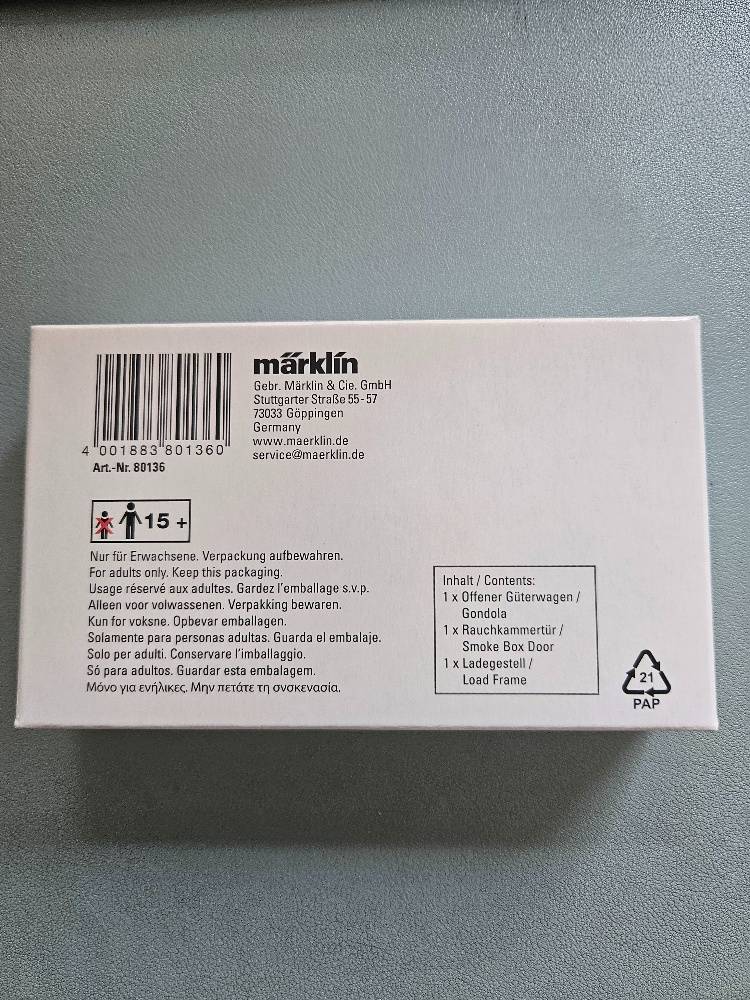 märklin
Gebr. Märklin & Cie. GmbH
Stuttgarter Straße 55-57
73033 Göppingen
Germany
www.maerklin.de
service@maerklin.de
4 001883 801360
Art.-Nr. 80136
15 +
Nur für Erwachsene. Verpackung aufbewahren.
For adults only. Keep this packaging.
Usage réservé aux adultes. Gardez l'emballage s.v.p.
Alleen voor volwassenen. Verpakking bewaren.
Kun for voksne. Opbevar emballagen.
Solamente para personas adultas. Guarda el embalaje.
Solo per adulti. Conservare l'imballaggio.
Só para adultos. Guardar esta embalagem.
Μόνο για ενήλικες. Μην πετάτε τη σνσκενασία.
Inhalt / Contents:
1 x Offener Güterwagen /
Gondola
1 x Rauchkammertür /
Smoke Box Door
1 x Ladegestell /
Load Frame
21
PAP